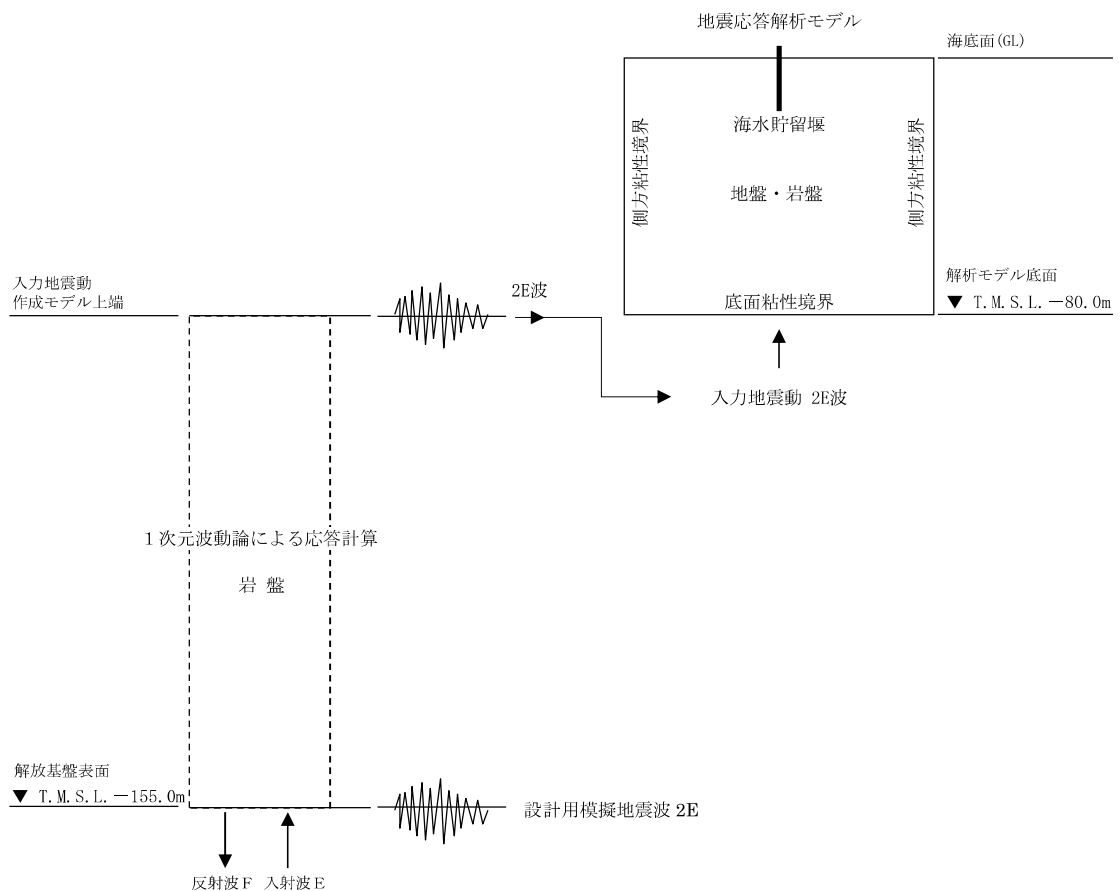 地震応答解析モデル
海底面(GL)
側方粘性境界
海水貯留堰
側方粘性境界
地盤・岩盤
入力地震動
作成モデル上端
2E波
底面粘性境界
解析モデル底面
▼ T.M.S.L.－80.0m
入力地震動 2E波
１次元波動論による応答計算
岩 盤
解放基盤表面
▼ T.M.S.L.－155.0m
設計用模擬地震波 2E
反射波Ｆ 入射波Ｅ